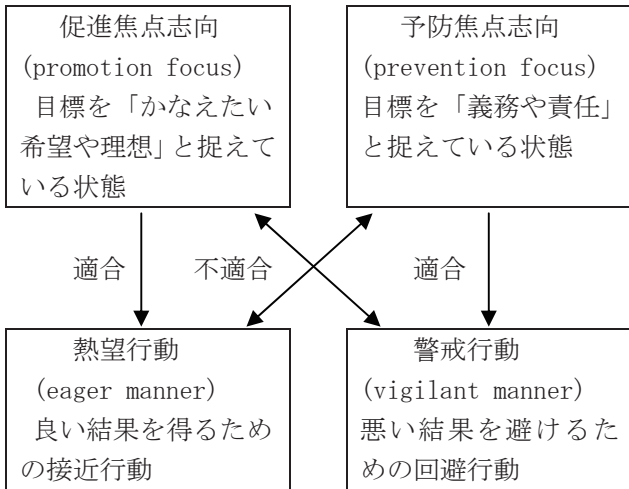 促進焦点志向
(promotion focus)
目標を「かなえたい
希望や理想」と捉えて
いる状態
予防焦点志向
(prevention focus)
目標を「義務や責任」
と捉えている状態
適合
不適合
適合
熱望行動
(eager manner)
良い結果を得るため
の接近行動
警戒行動
(vigilant manner)
悪い結果を避けるた
めの回避行動